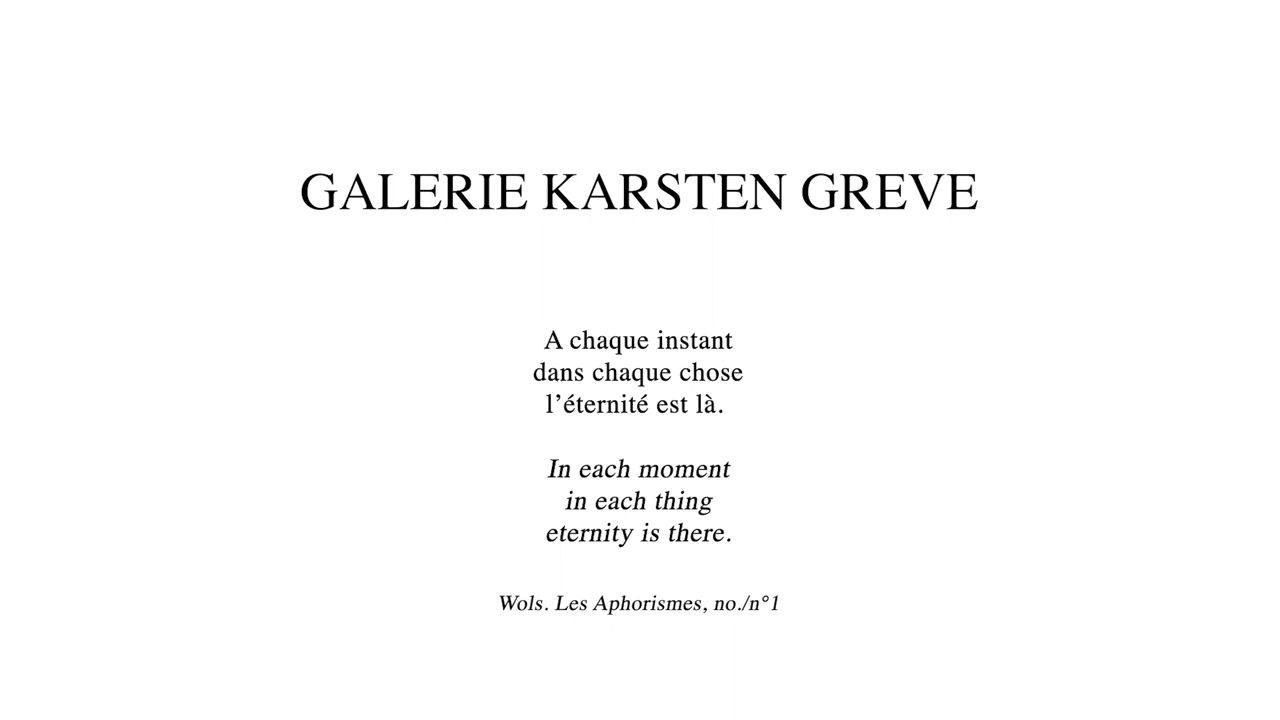 GALERIE KARSTEN GREVE
A chaque instant
dans chaque chose
l’éternité est là.
In each moment
in each thing
eternity is there.
Wols. Les Aphorismes, no./n°1